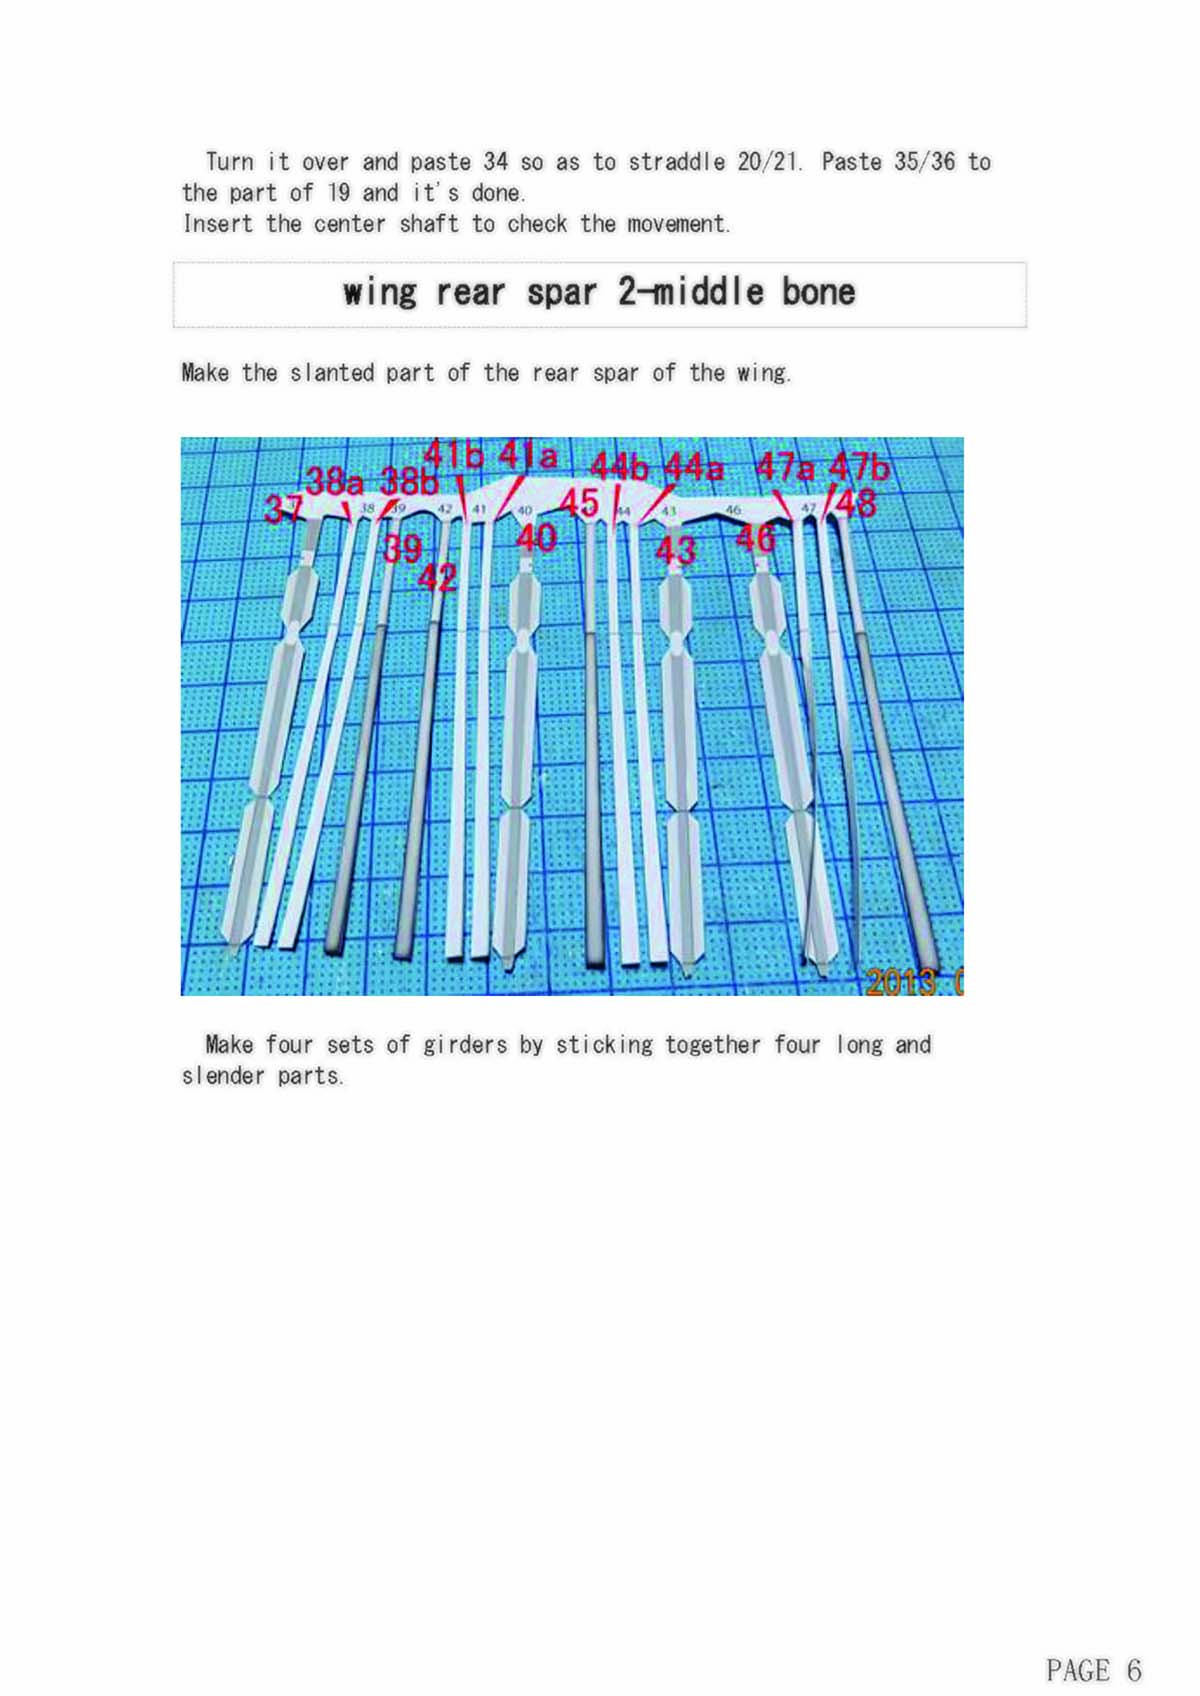 Turn it over and paste 34 so as to straddle 20/21. Paste 35/36 to
the part of 19 and it's done.
Insert the center shaft to check the movement.
wing rear spar 2-middle bone
Make the slanted part of the rear spar of the wing.
41b 41a 44b 44a 47a 47b
37 38a 38b 45 48
38 39 42 41 40 44 43 46 47
39 42 40 43 46
2013 0
Make four sets of girders by sticking together four long and
slender parts.
PAGE 6